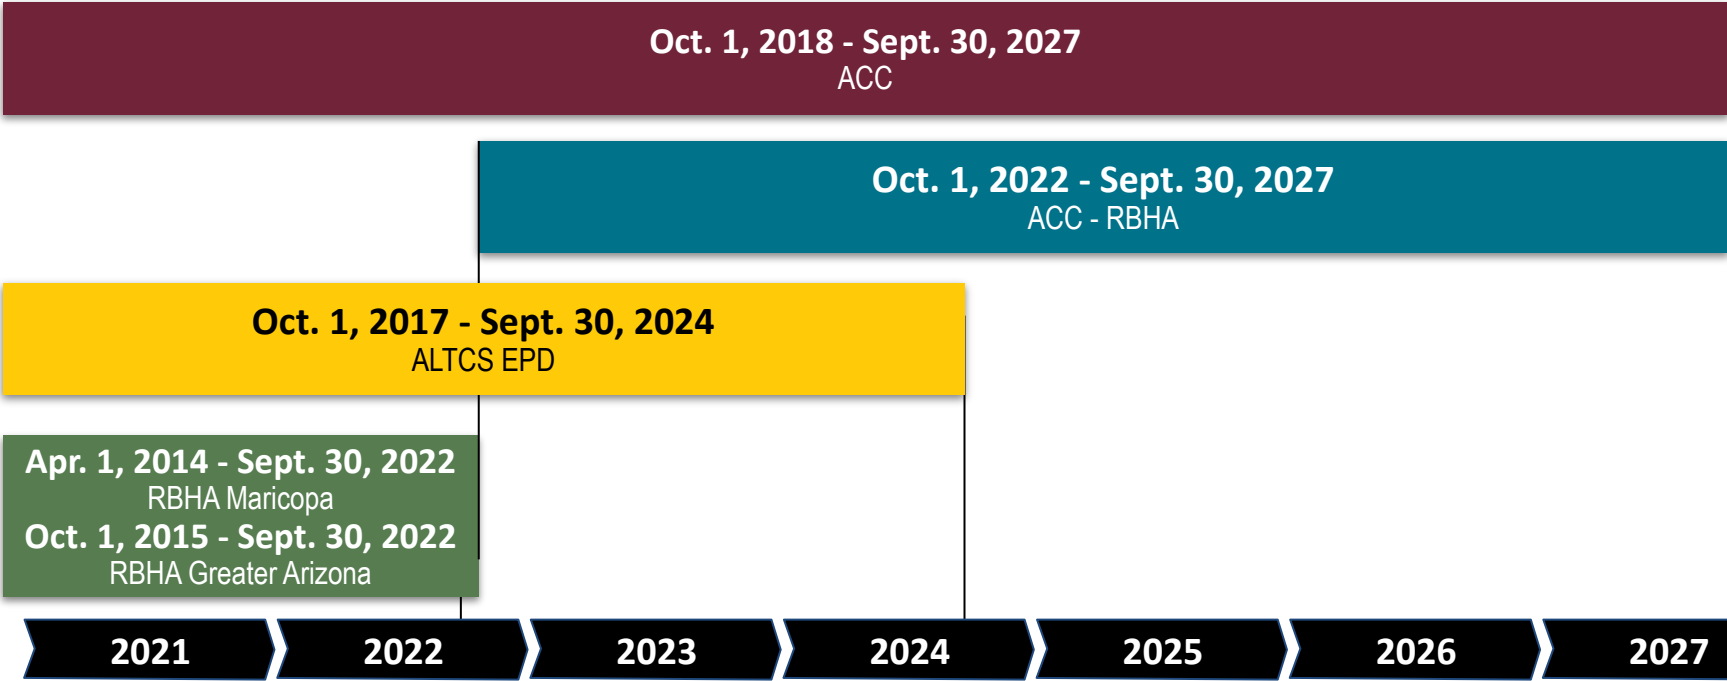 Oct. 1, 2018 - Sept. 30, 2027
ACC
Oct. 1, 2022 - Sept. 30, 2027
ACC - RBHA
Oct. 1, 2017 - Sept. 30, 2024
ALTCS EPD
Apr. 1, 2014 - Sept. 30, 2022
RBHA Maricopa
Oct. 1, 2015 - Sept. 30, 2022
RBHA Greater Arizona
2021 2022 2023 2024 2025 2026 2027